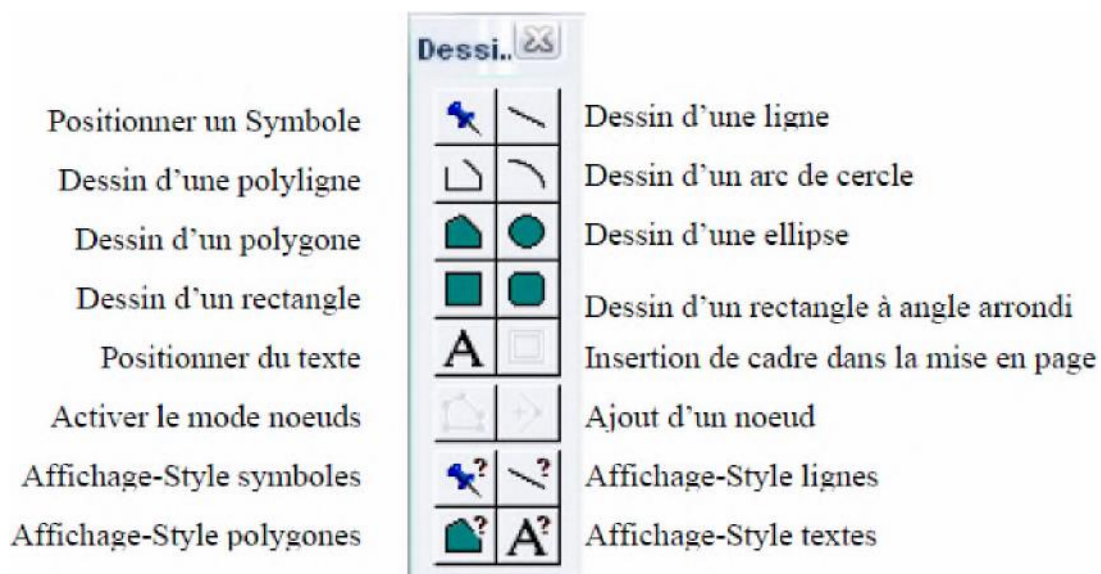 Dessi..
Positionner un Symbole
Dessin d'une ligne
Dessin d'une polyligne
Dessin d'un arc de cercle
Dessin d'un polygone
Dessin d'une ellipse
Dessin d'un rectangle
Dessin d'un rectangle à angle arrondi
Positionner du texte
A
Insertion de cadre dans la mise en page
Activer le mode noeuds
Ajout d'un noeud
Affichage-Style symboles
?
?
Affichage-Style lignes
Affichage-Style polygones
?
A?
Affichage-Style textes